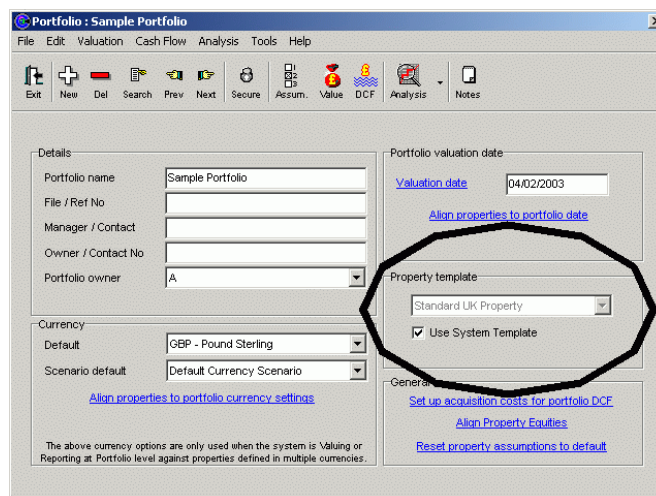 Portfolio : Sample Portfolio
File Edit Valuation Cash Flow Analysis Tools Help
Exit New Del Search Prev Next Secure Assum. Value DCF Analysis Notes
Details
Portfolio name Sample Portfolio
File / Ref No
Manager / Contact
Owner / Contact No
Portfolio owner A
Currency
Default GBP - Pound Sterling
Scenario default Default Currency Scenario
Align properties to portfolio currency settings
The above currency options are only used when the system is Valuing or
Reporting at Portfolio level against properties defined in multiple currencies.
Portfolio valuation date
Valuation date 04/02/2003
Align properties to portfolio date
Property template
Standard UK Property
Use System Template
General
Set up acquisition costs for portfolio DCF
Align Property Equities
Reset property assumptions to default